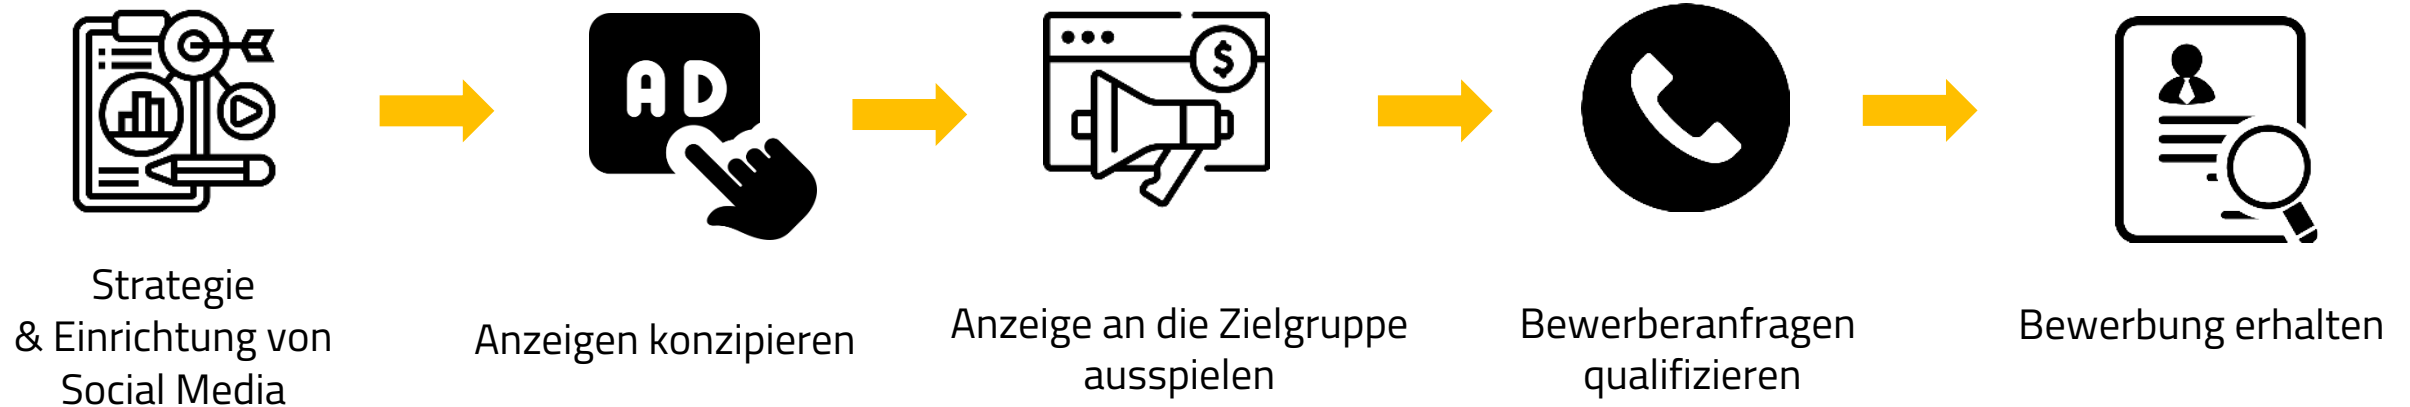 AD
$
Strategie
& Einrichtung von
Social Media
Anzeigen konzipieren
Anzeige an die Zielgruppe
ausspielen
Bewerberanfragen
qualifizieren
Bewerbung erhalten